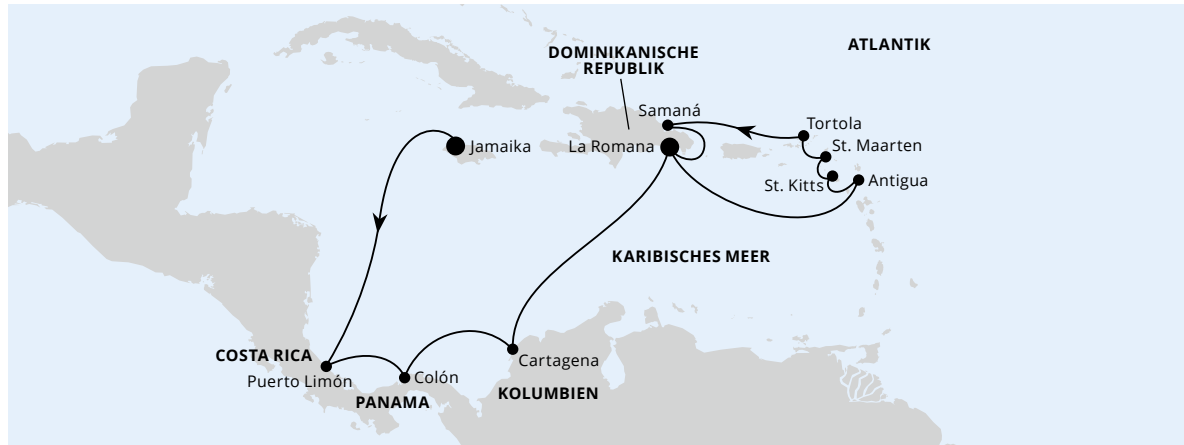 ATLANTIK
DOMINIKANISCHE
REPUBLIK
Samaná
Tortola
Jamaika
La Romana
St. Maarten
St. Kitts
Antigua
KARIBISCHES MEER
COSTA RICA
Puerto Limón
Colón
Cartagena
PANAMA
KOLUMBIEN